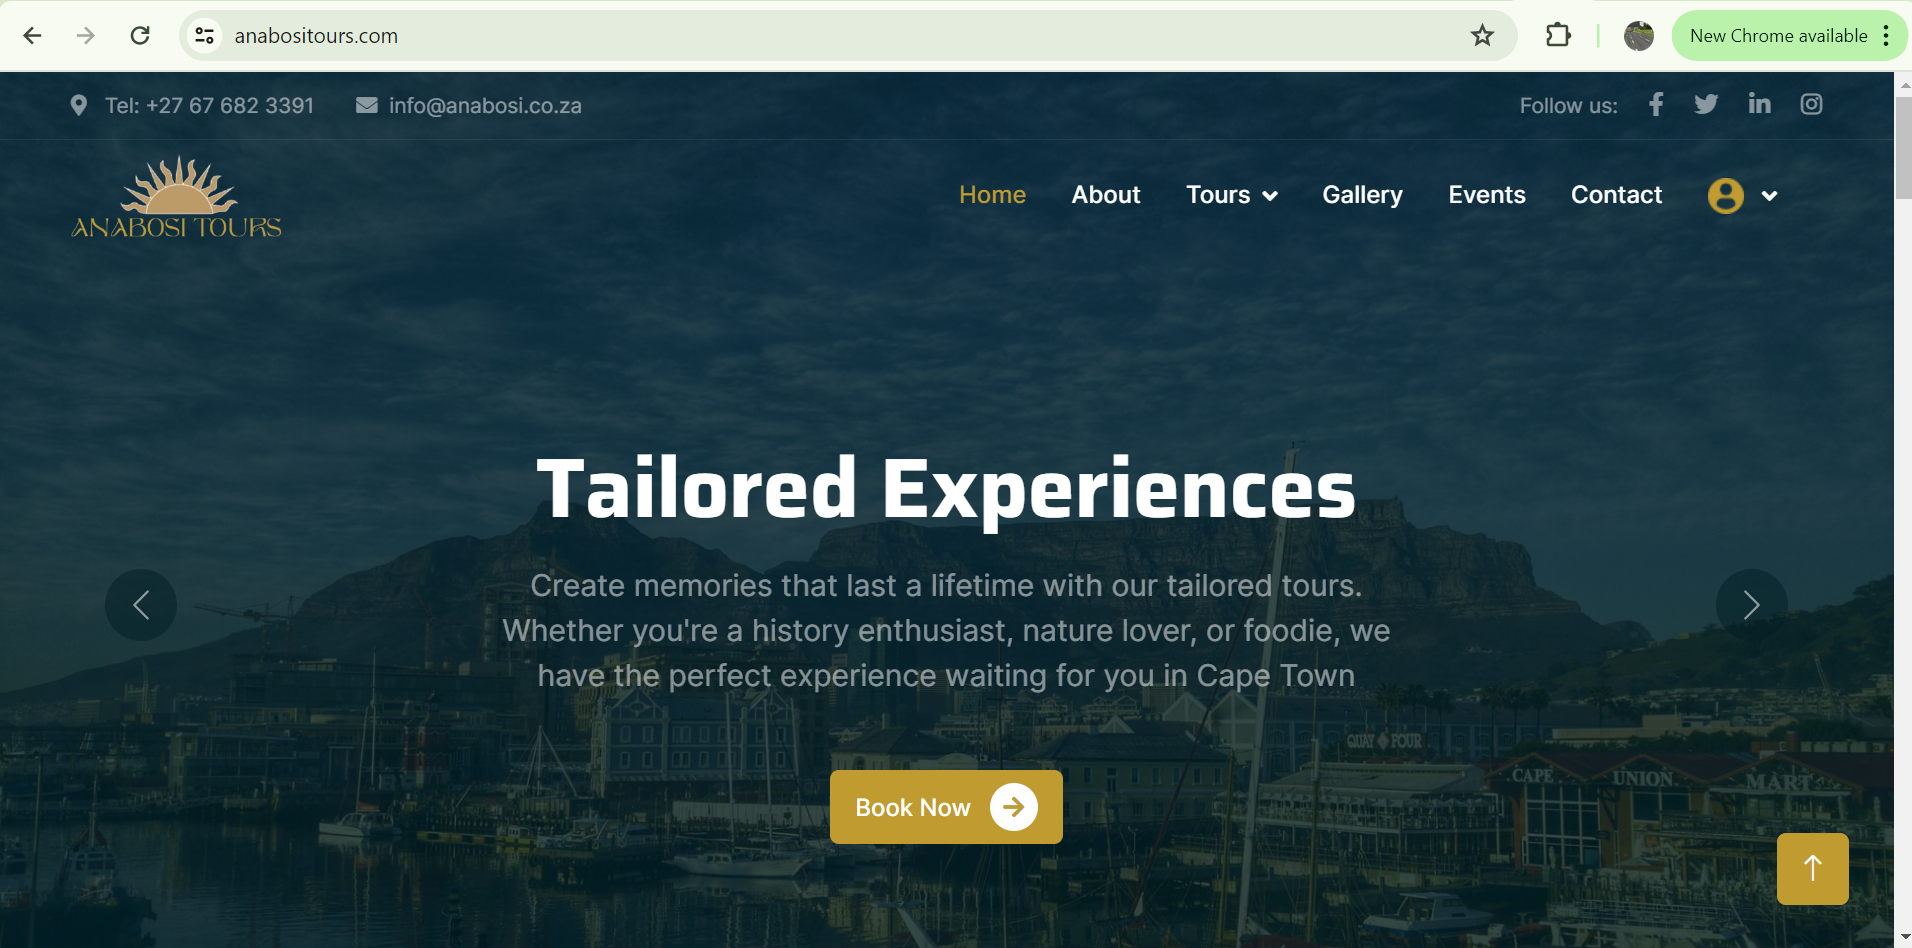 anabositours.com
New Chrome available
Tel: +27 67 682 3391
info@anabosi.co.za
Follow us:
ANABOSI TOURS
Home
About
Tours
Gallery
Events
Contact
Tailored Experiences
Create memories that last a lifetime with our tailored tours.
Whether you're a history enthusiast, nature lover, or foodie, we
have the perfect experience waiting for you in Cape Town
QUAY FOUR
CAPE UNION MART
Book Now